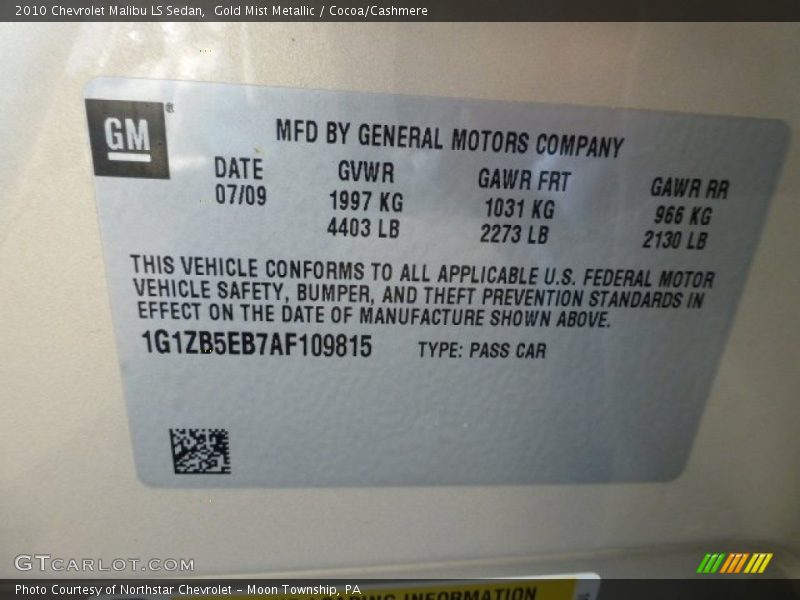 2010 Chevrolet Malibu LS Sedan,  Gold Mist Metallic / Cocoa/Cashmere
GM®
MFD BY GENERAL MOTORS COMPANY
DATE GVWR GAWR FRT GAWR RR
07/09 1997 KG 1031 KG 966 KG
4403 LB 2273 LB 2130 LB
THIS VEHICLE CONFORMS TO ALL APPLICABLE U.S. FEDERAL MOTOR
VEHICLE SAFETY, BUMPER, AND THEFT PREVENTION STANDARDS IN
EFFECT ON THE DATE OF MANUFACTURE SHOWN ABOVE.
1G1ZB5EB7AF109815 TYPE: PASS CAR
GTCARLOT.COM
Photo Courtesy of Northstar Chevrolet - Moon Township, PA
INFORMATION